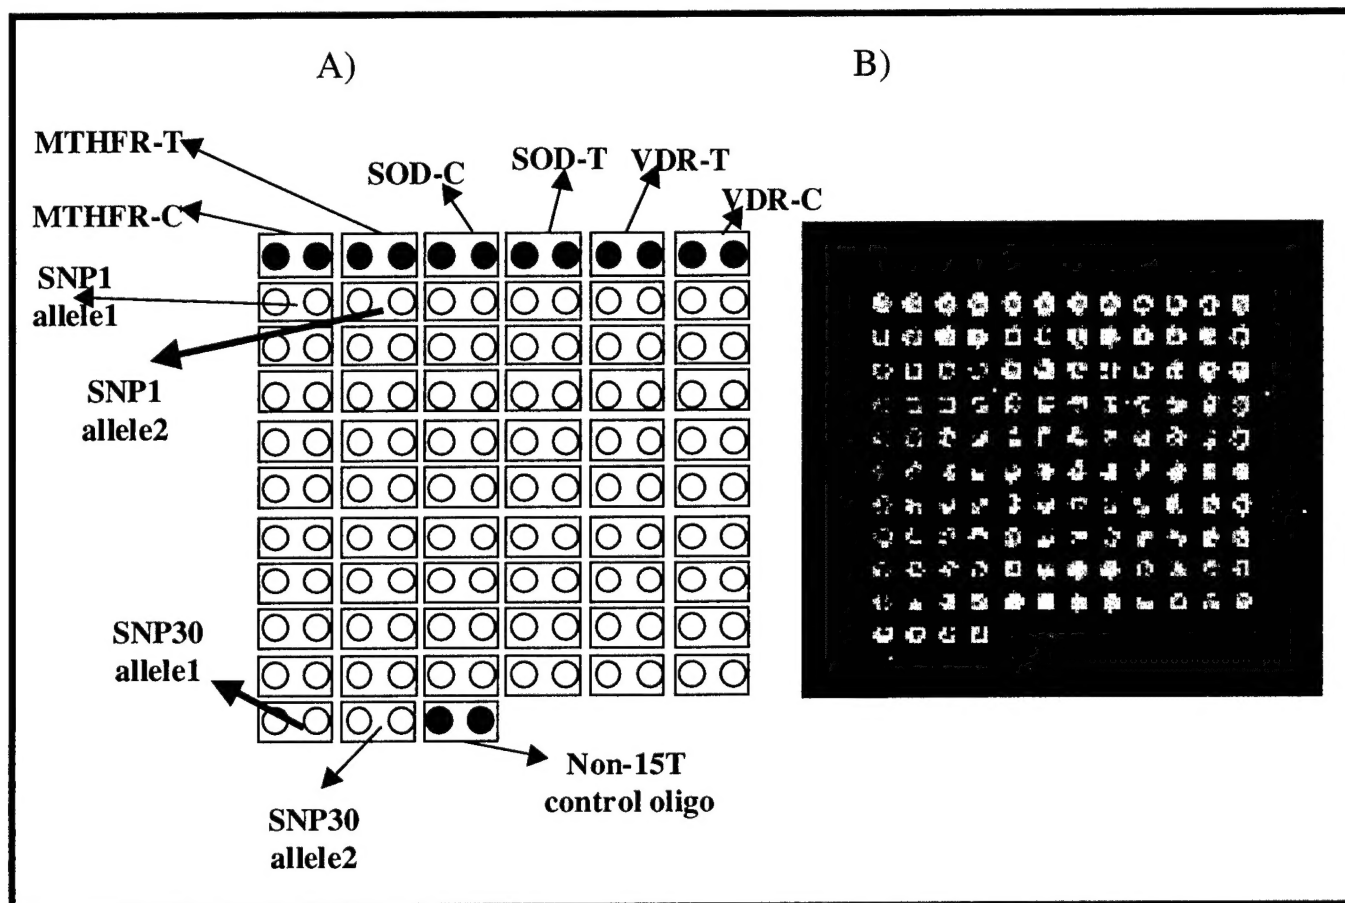 A)
B)
MTHFR-T
SOD-C
SOD-T
VDR-T
VDR-C
MTHFR-C
SNP1
allele1
SNP1
allele2
SNP30
allele1
SNP30
allele2
Non-15T
control oligo